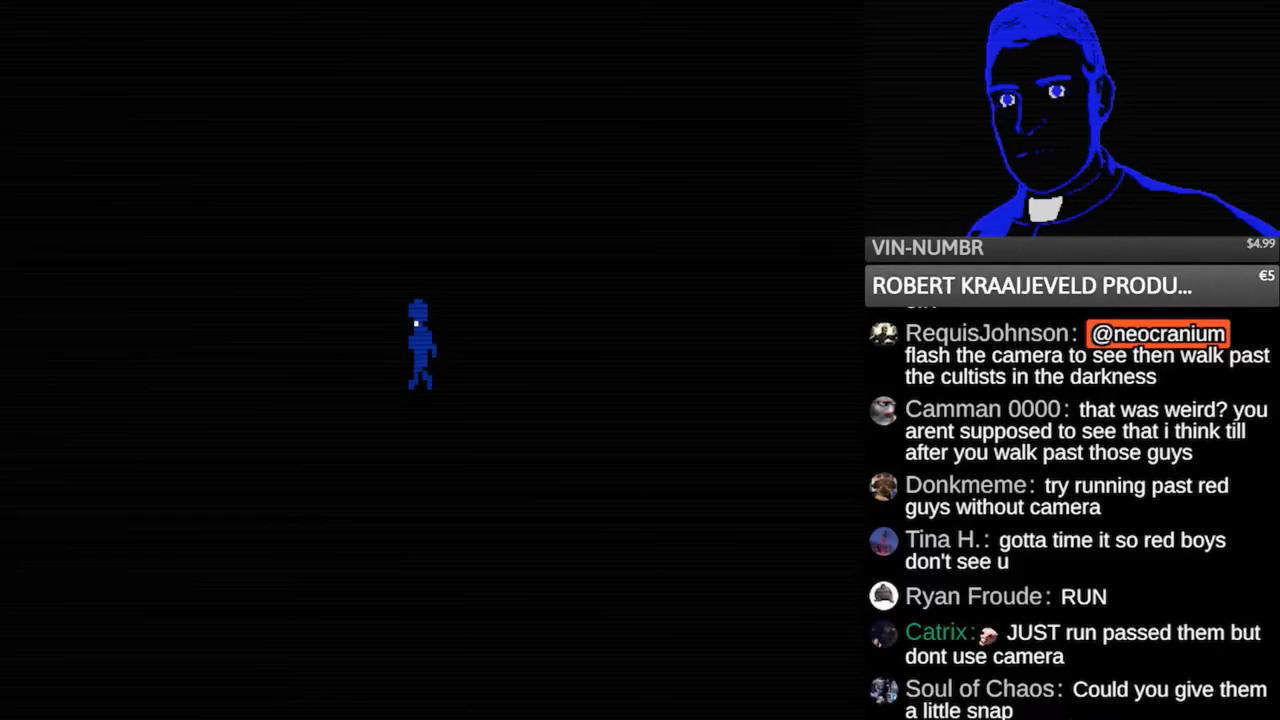 VIN-NUMBR $4.99
ROBERT KRAAIJEVELD PRODU... €5
RequisJohnson: @neocranium
flash the camera to see then walk past
the cultists in the darkness
Camman 0000: that was weird? you
arent supposed to see that i think till
after you walk past those guys
Donkmeme: try running past red
guys without camera
Tina H.: gotta time it so red boys
don't see u
Ryan Froude: RUN
Catrix: JUST run passed them but
dont use camera
Soul of Chaos: Could you give them
a little snap